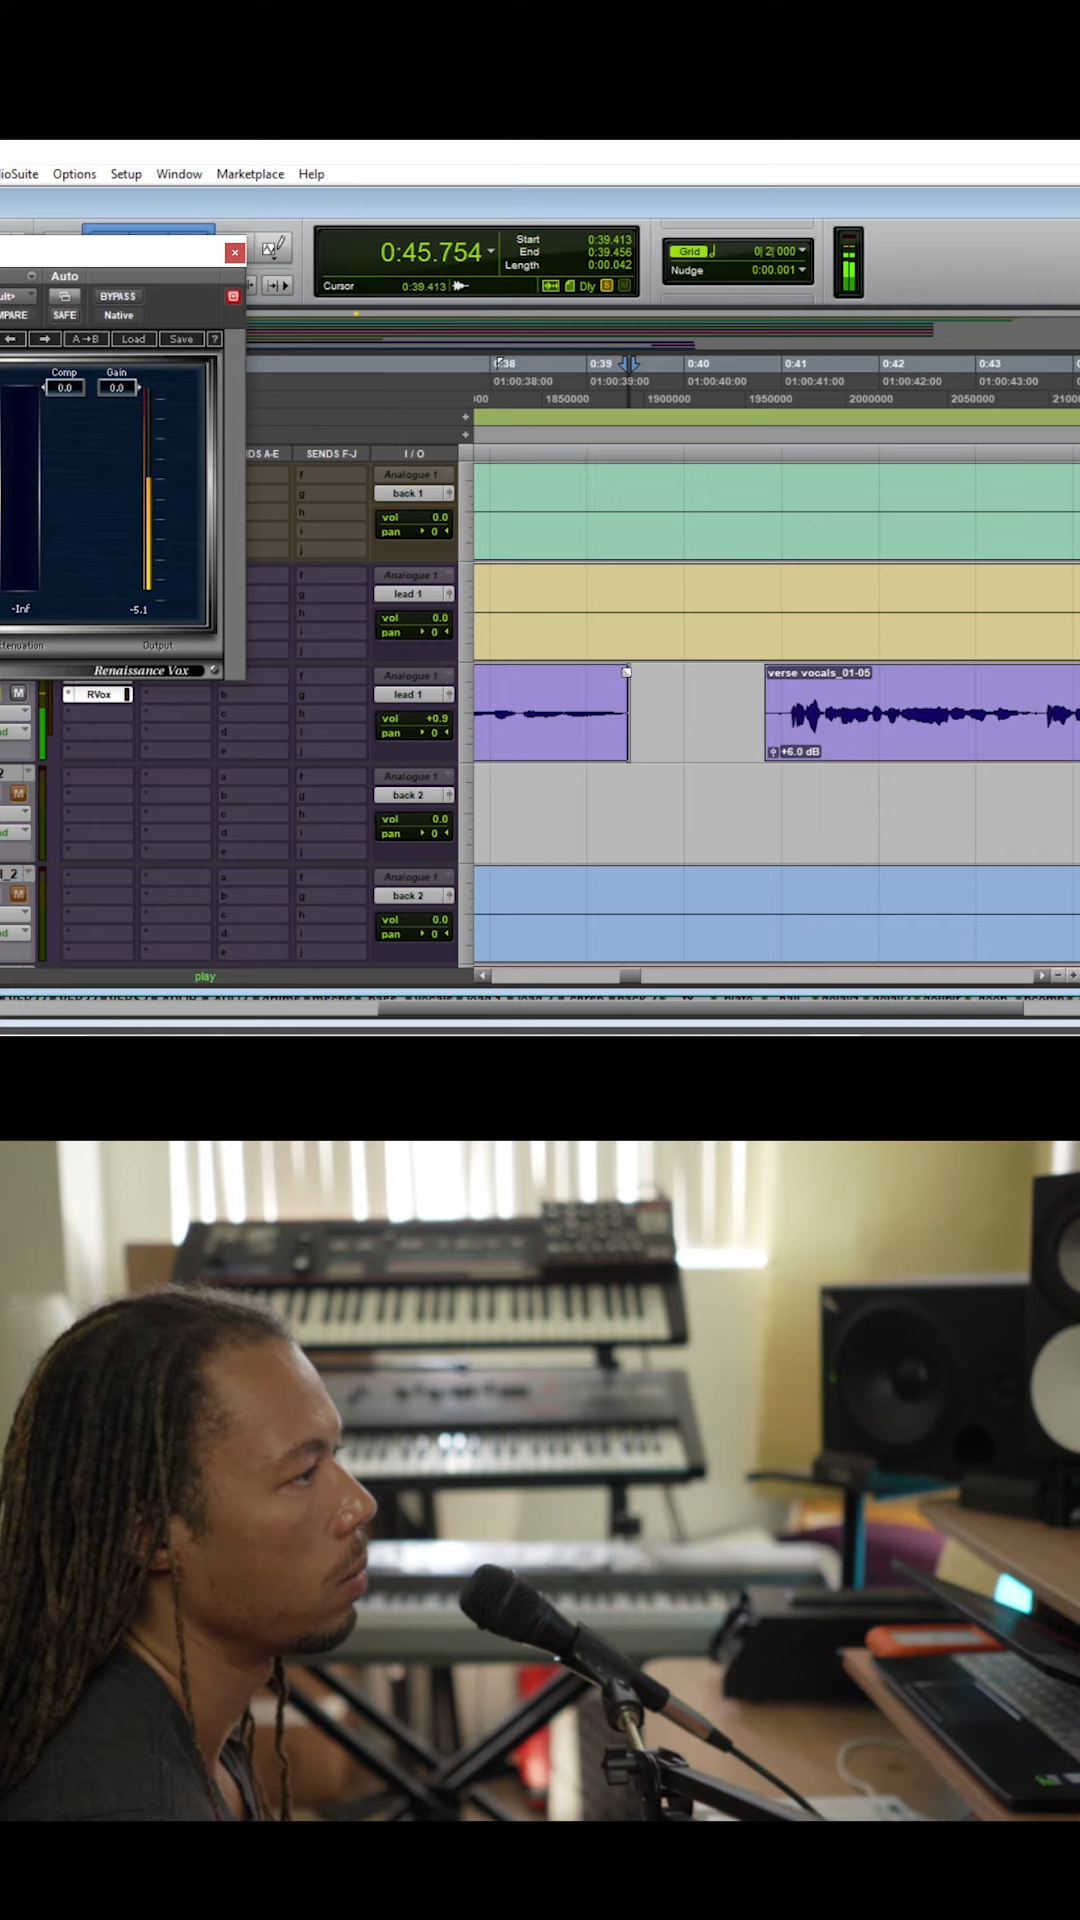 ioSuite Options Setup Window Marketplace Help
0:45.754
Start 0:39.413
End 0:39.456
Length 0:00.042
Cursor 0:39.413 Dly S M
Grid 0| 2| 000
Nudge 0:00.001
Auto
ult> BYPASS
MPARE SAFE Native
A→B Load Save ?
Comp Gain
0.0 0.0
-Inf -5.1
ttenuation Output
Renaissance Vox
0:39 0:40 0:41 0:42 0:43
01:00:38:00 01:00:39:00 01:00:40:00 01:00:41:00 01:00:42:00 01:00:43:00
1850000 1900000 1950000 2000000 2050000 2100
DS A-E SENDS F-J I / O
f Analogue 1
g back 1
h vol 0.0
i pan 0
j
f Analogue 1
g lead 1
h vol 0.0
i pan 0
j
f Analogue 1
M RVox b g lead 1
c h vol +0.9
d i pan 0
e j
verse vocals_01-05
+6.0 dB
2 a f Analogue 1
M b g back 2
c h vol 0.0
d i pan 0
e j
_2 a f Analogue 1
M b g back 2
c h vol 0.0
d i pan 0
e j
play